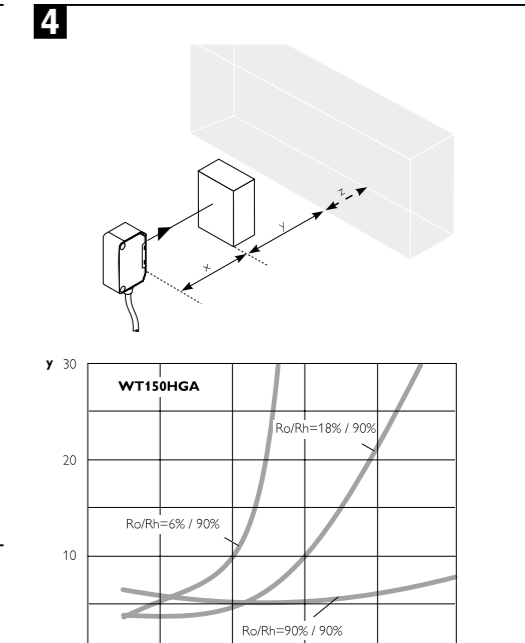 4
z
y
x
y 30
WT150HGA
Ro/Rh=18% / 90%
20
Ro/Rh=6% / 90%
10
Ro/Rh=90% / 90%